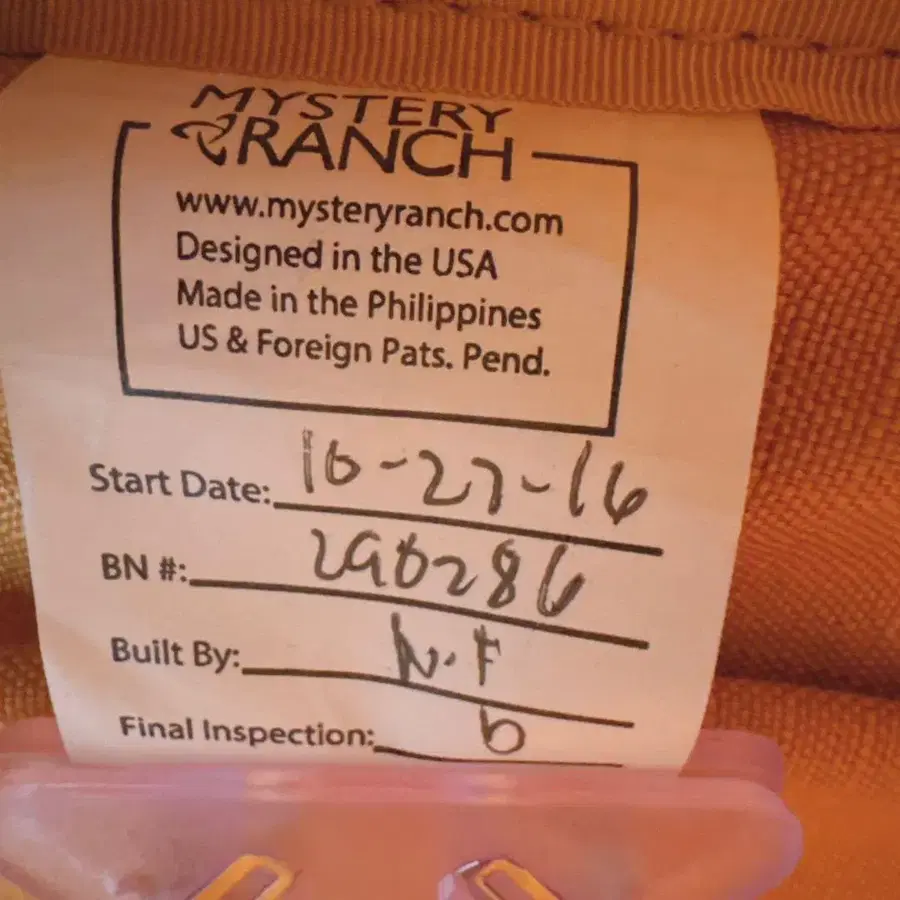 MYSTERY
RANCH
www.mysteryranch.com
Designed in the USA
Made in the Philippines
US & Foreign Pats. Pend.
Start Date: 10-27-16
BN #: 290286
Built By: N.F
Final Inspection: 6